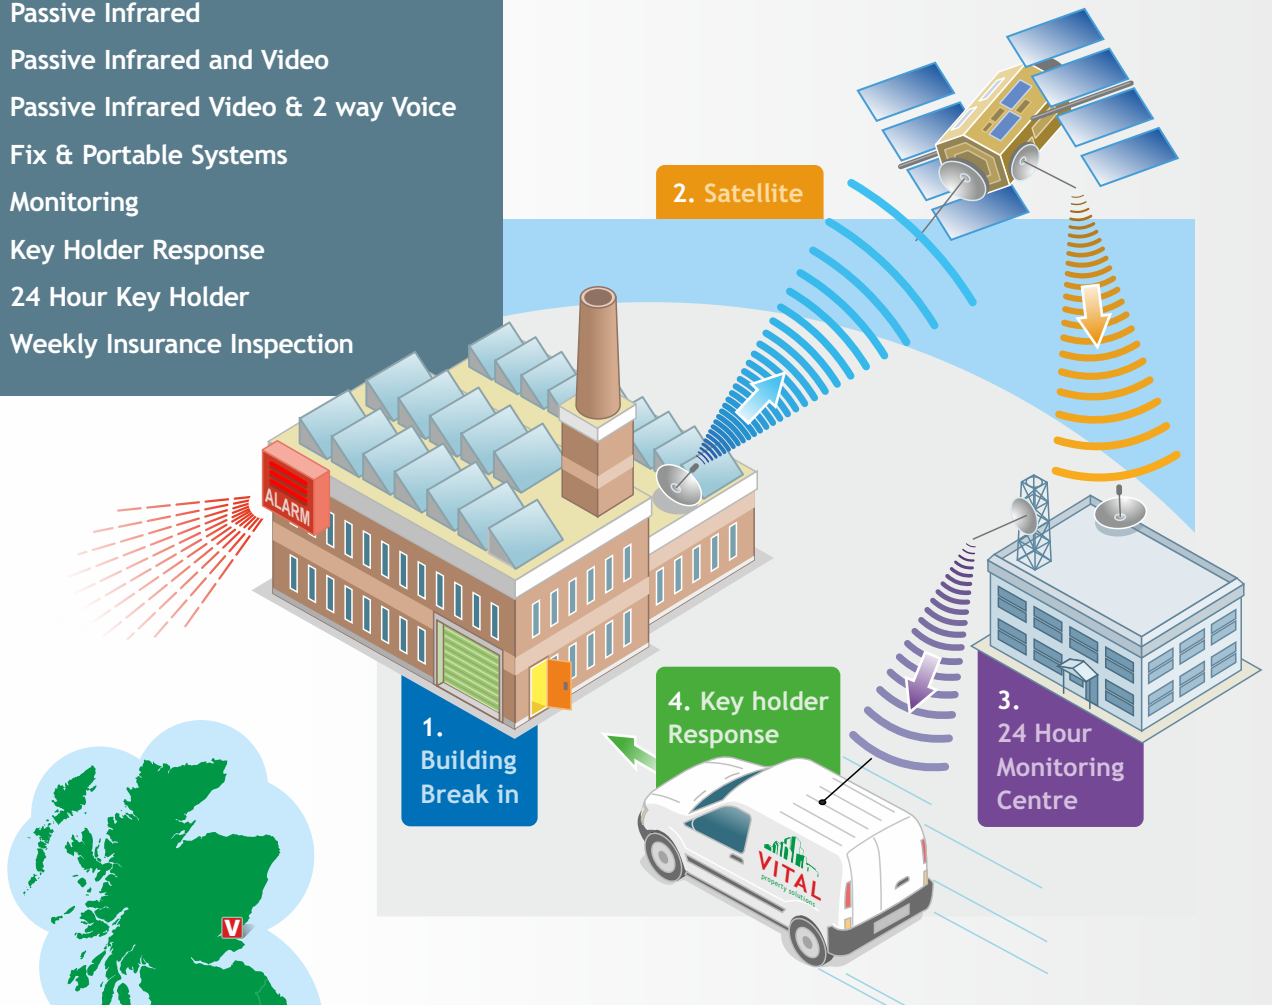 Passive Infrared
Passive Infrared and Video
Passive Infrared Video & 2 way Voice
Fix & Portable Systems
Monitoring
Key Holder Response
24 Hour Key Holder
Weekly Insurance Inspection
2. Satellite
ALARM
1.
Building
Break in
4. Key holder
Response
3.
24 Hour
Monitoring
Centre
VITAL
property solutions
V